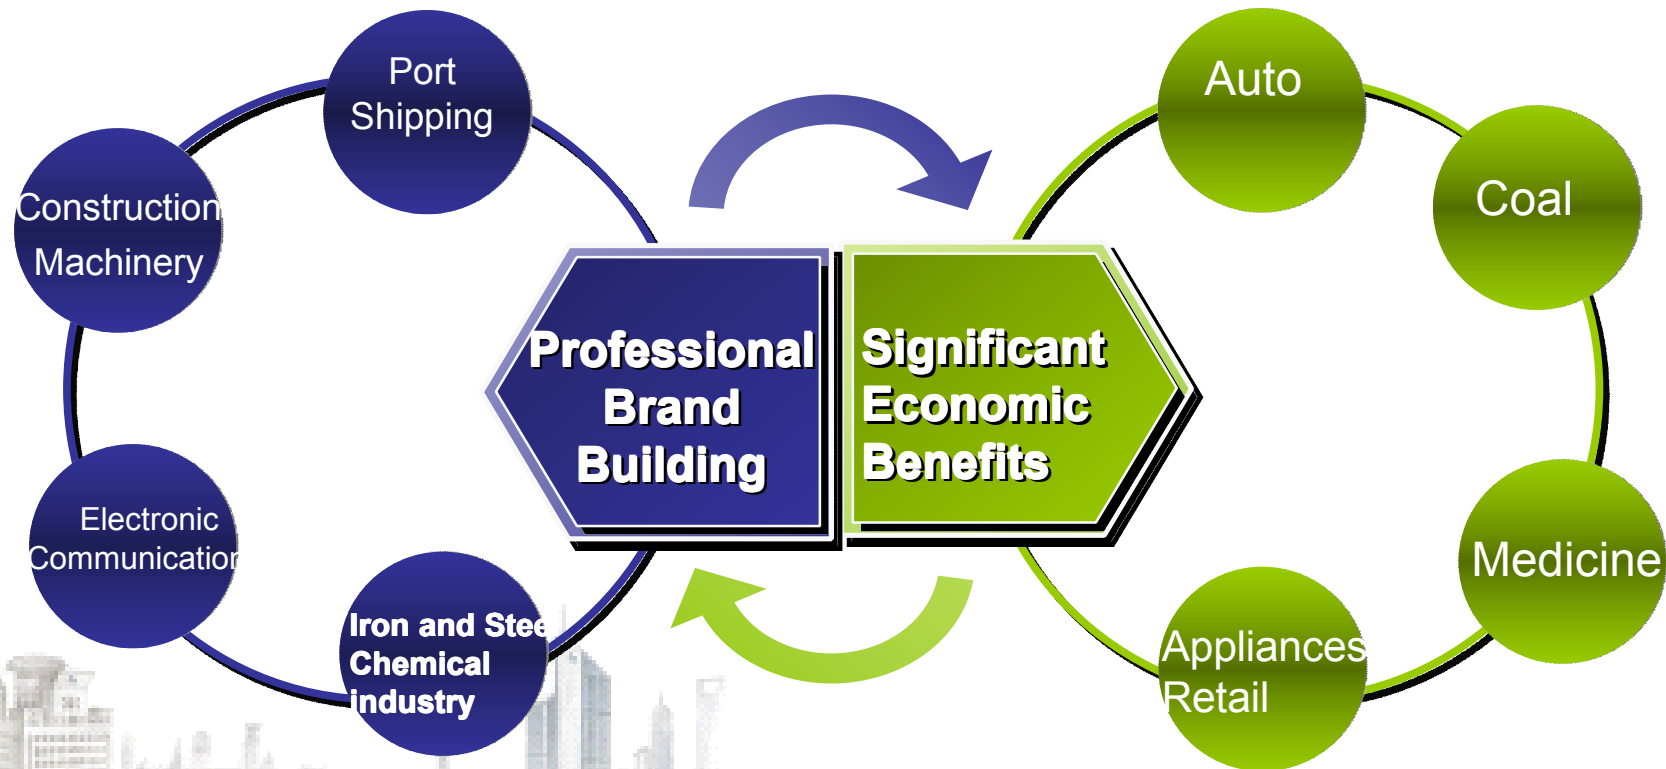 Port
Shipping
Construction
Machinery
Electronic
Communication
Iron and Stee
Chemical
industry
Professional
Brand
Building
Significant
Economic
Benefits
Auto
Coal
Medicine
Appliances
Retail